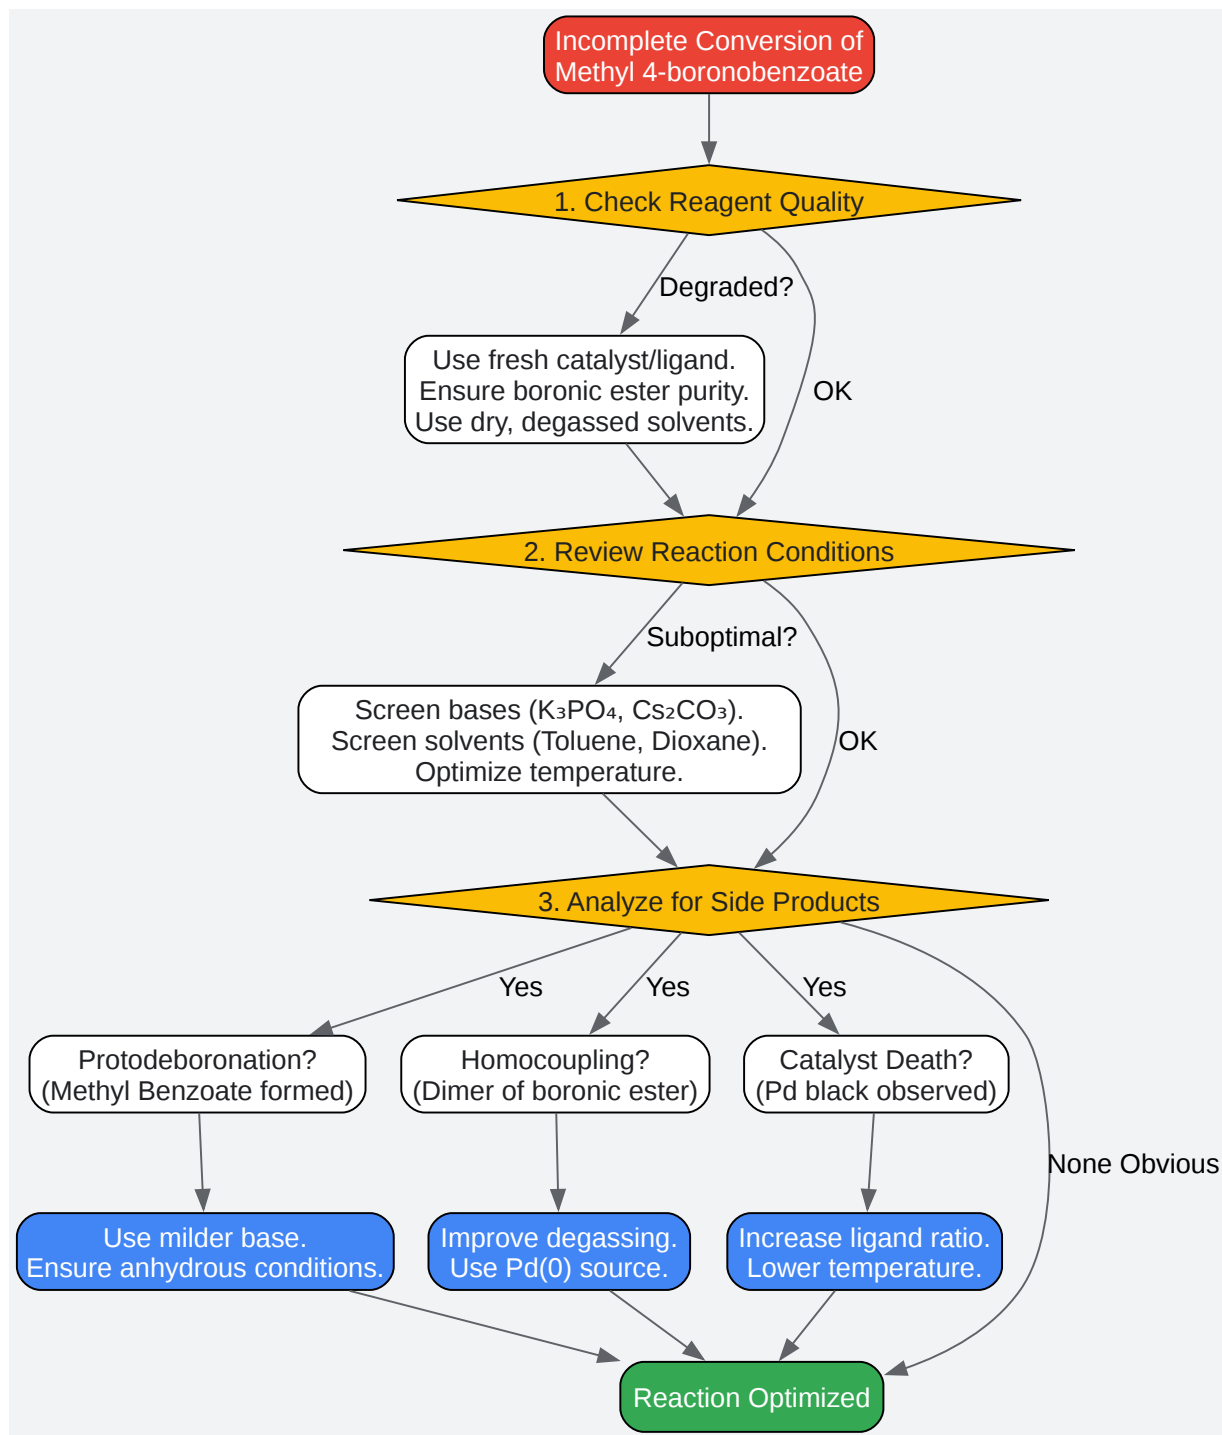 Incomplete Conversion of
Methyl 4-boronobenzoate
1. Check Reagent Quality
Degraded?
Use fresh catalyst/ligand.
Ensure boronic ester purity.
Use dry, degassed solvents.
OK
2. Review Reaction Conditions
Suboptimal?
Screen bases (K₃PO₄, Cs₂CO₃).
Screen solvents (Toluene, Dioxane).
Optimize temperature.
OK
3. Analyze for Side Products
Yes
Yes
Yes
Protodeboronation?
(Methyl Benzoate formed)
Homocoupling?
(Dimer of boronic ester)
Catalyst Death?
(Pd black observed)
None Obvious
Use milder base.
Ensure anhydrous conditions.
Improve degassing.
Use Pd(0) source.
Increase ligand ratio.
Lower temperature.
Reaction Optimized